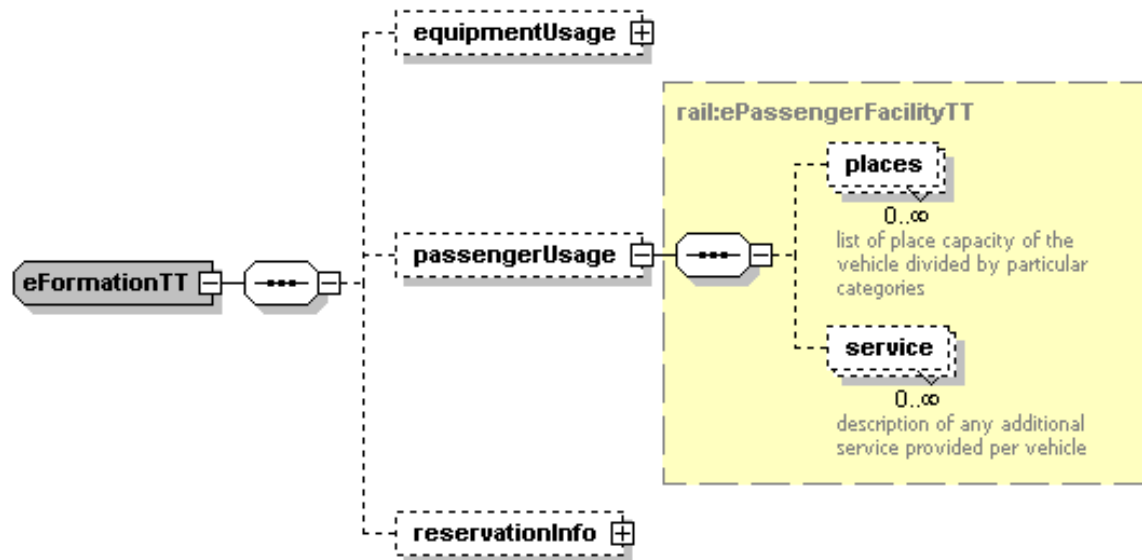 equipmentUsage
rail:ePassengerFacilityTT
places
0..∞
list of place capacity of the
vehicle divided by particular
categories
passengerUsage
eFormationTT
service
0..∞
description of any additional
service provided per vehicle
reservationInfo